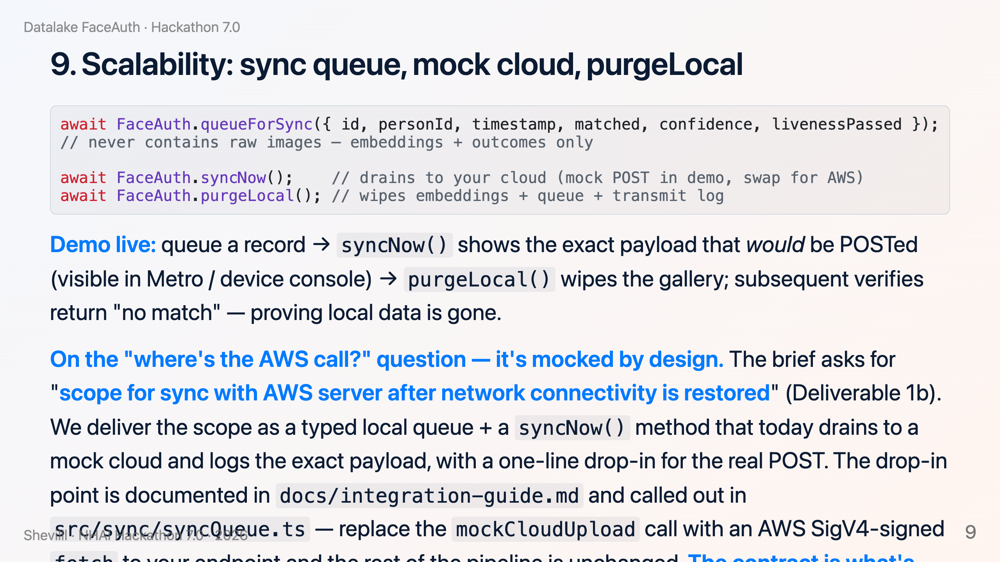 Datalake FaceAuth · Hackathon 7.0
9. Scalability: sync queue, mock cloud, purgeLocal
await FaceAuth.queueForSync({ id, personId, timestamp, matched, confidence, livenessPassed });
// never contains raw images — embeddings + outcomes only
await FaceAuth.syncNow();    // drains to your cloud (mock POST in demo, swap for AWS)
await FaceAuth.purgeLocal(); // wipes embeddings + queue + transmit log
Demo live: queue a record → syncNow() shows the exact payload that would be POSTed
(visible in Metro / device console) → purgeLocal() wipes the gallery; subsequent verifies
return "no match" — proving local data is gone.
On the "where's the AWS call?" question — it's mocked by design. The brief asks for
"scope for sync with AWS server after network connectivity is restored" (Deliverable 1b).
We deliver the scope as a typed local queue + a syncNow() method that today drains to a
mock cloud and logs the exact payload, with a one-line drop-in for the real POST. The drop-in
point is documented in docs/integration-guide.md and called out in
src/sync/syncQueue.ts — replace the mockCloudUpload call with an AWS SigV4-signed
fetch to your endpoint and the rest of the pipeline is unchanged. The contract is what's
Shevilll · NHAI Hackathon 7.0 · 2026
9